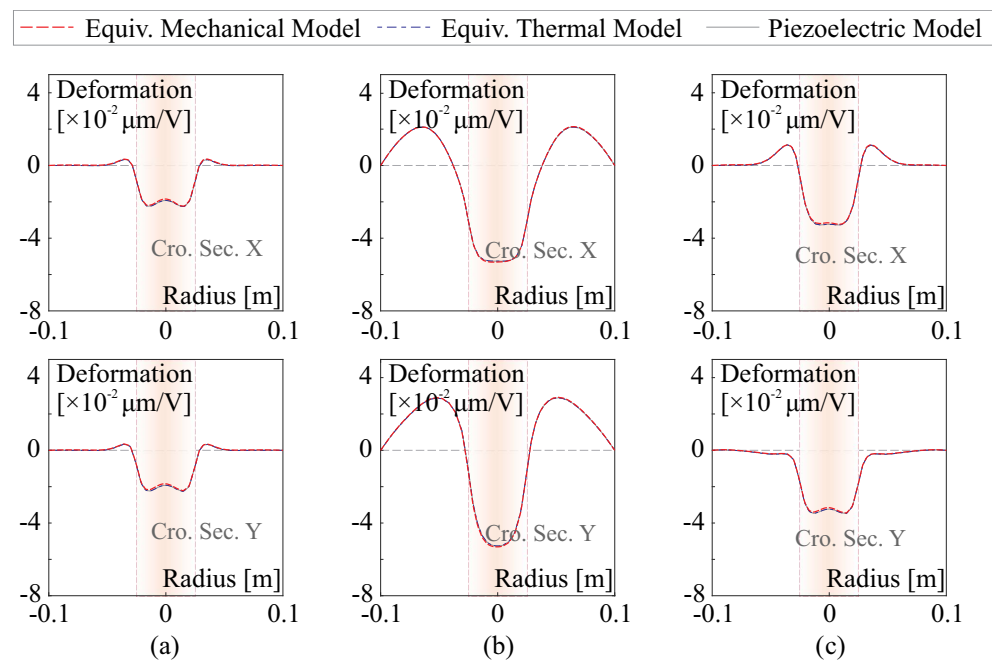 Equiv. Mechanical Model Equiv. Thermal Model Piezoelectric Model
Deformation
[×10⁻² μm/V]
4
0
-4
-8
Cro. Sec. X
Radius [m]
-0.1 0 0.1
Deformation
[×10⁻² μm/V]
4
0
-4
-8
Cro. Sec. X
Radius [m]
-0.1 0 0.1
Deformation
[×10⁻² μm/V]
4
0
-4
-8
Cro. Sec. X
Radius [m]
-0.1 0 0.1
Deformation
[×10⁻² μm/V]
4
0
-4
-8
Cro. Sec. Y
Radius [m]
-0.1 0 0.1
(a)
Deformation
[×10⁻² μm/V]
4
0
-4
-8
Cro. Sec. Y
Radius [m]
-0.1 0 0.1
(b)
Deformation
[×10⁻² μm/V]
4
0
-4
-8
Cro. Sec. Y
Radius [m]
-0.1 0 0.1
(c)